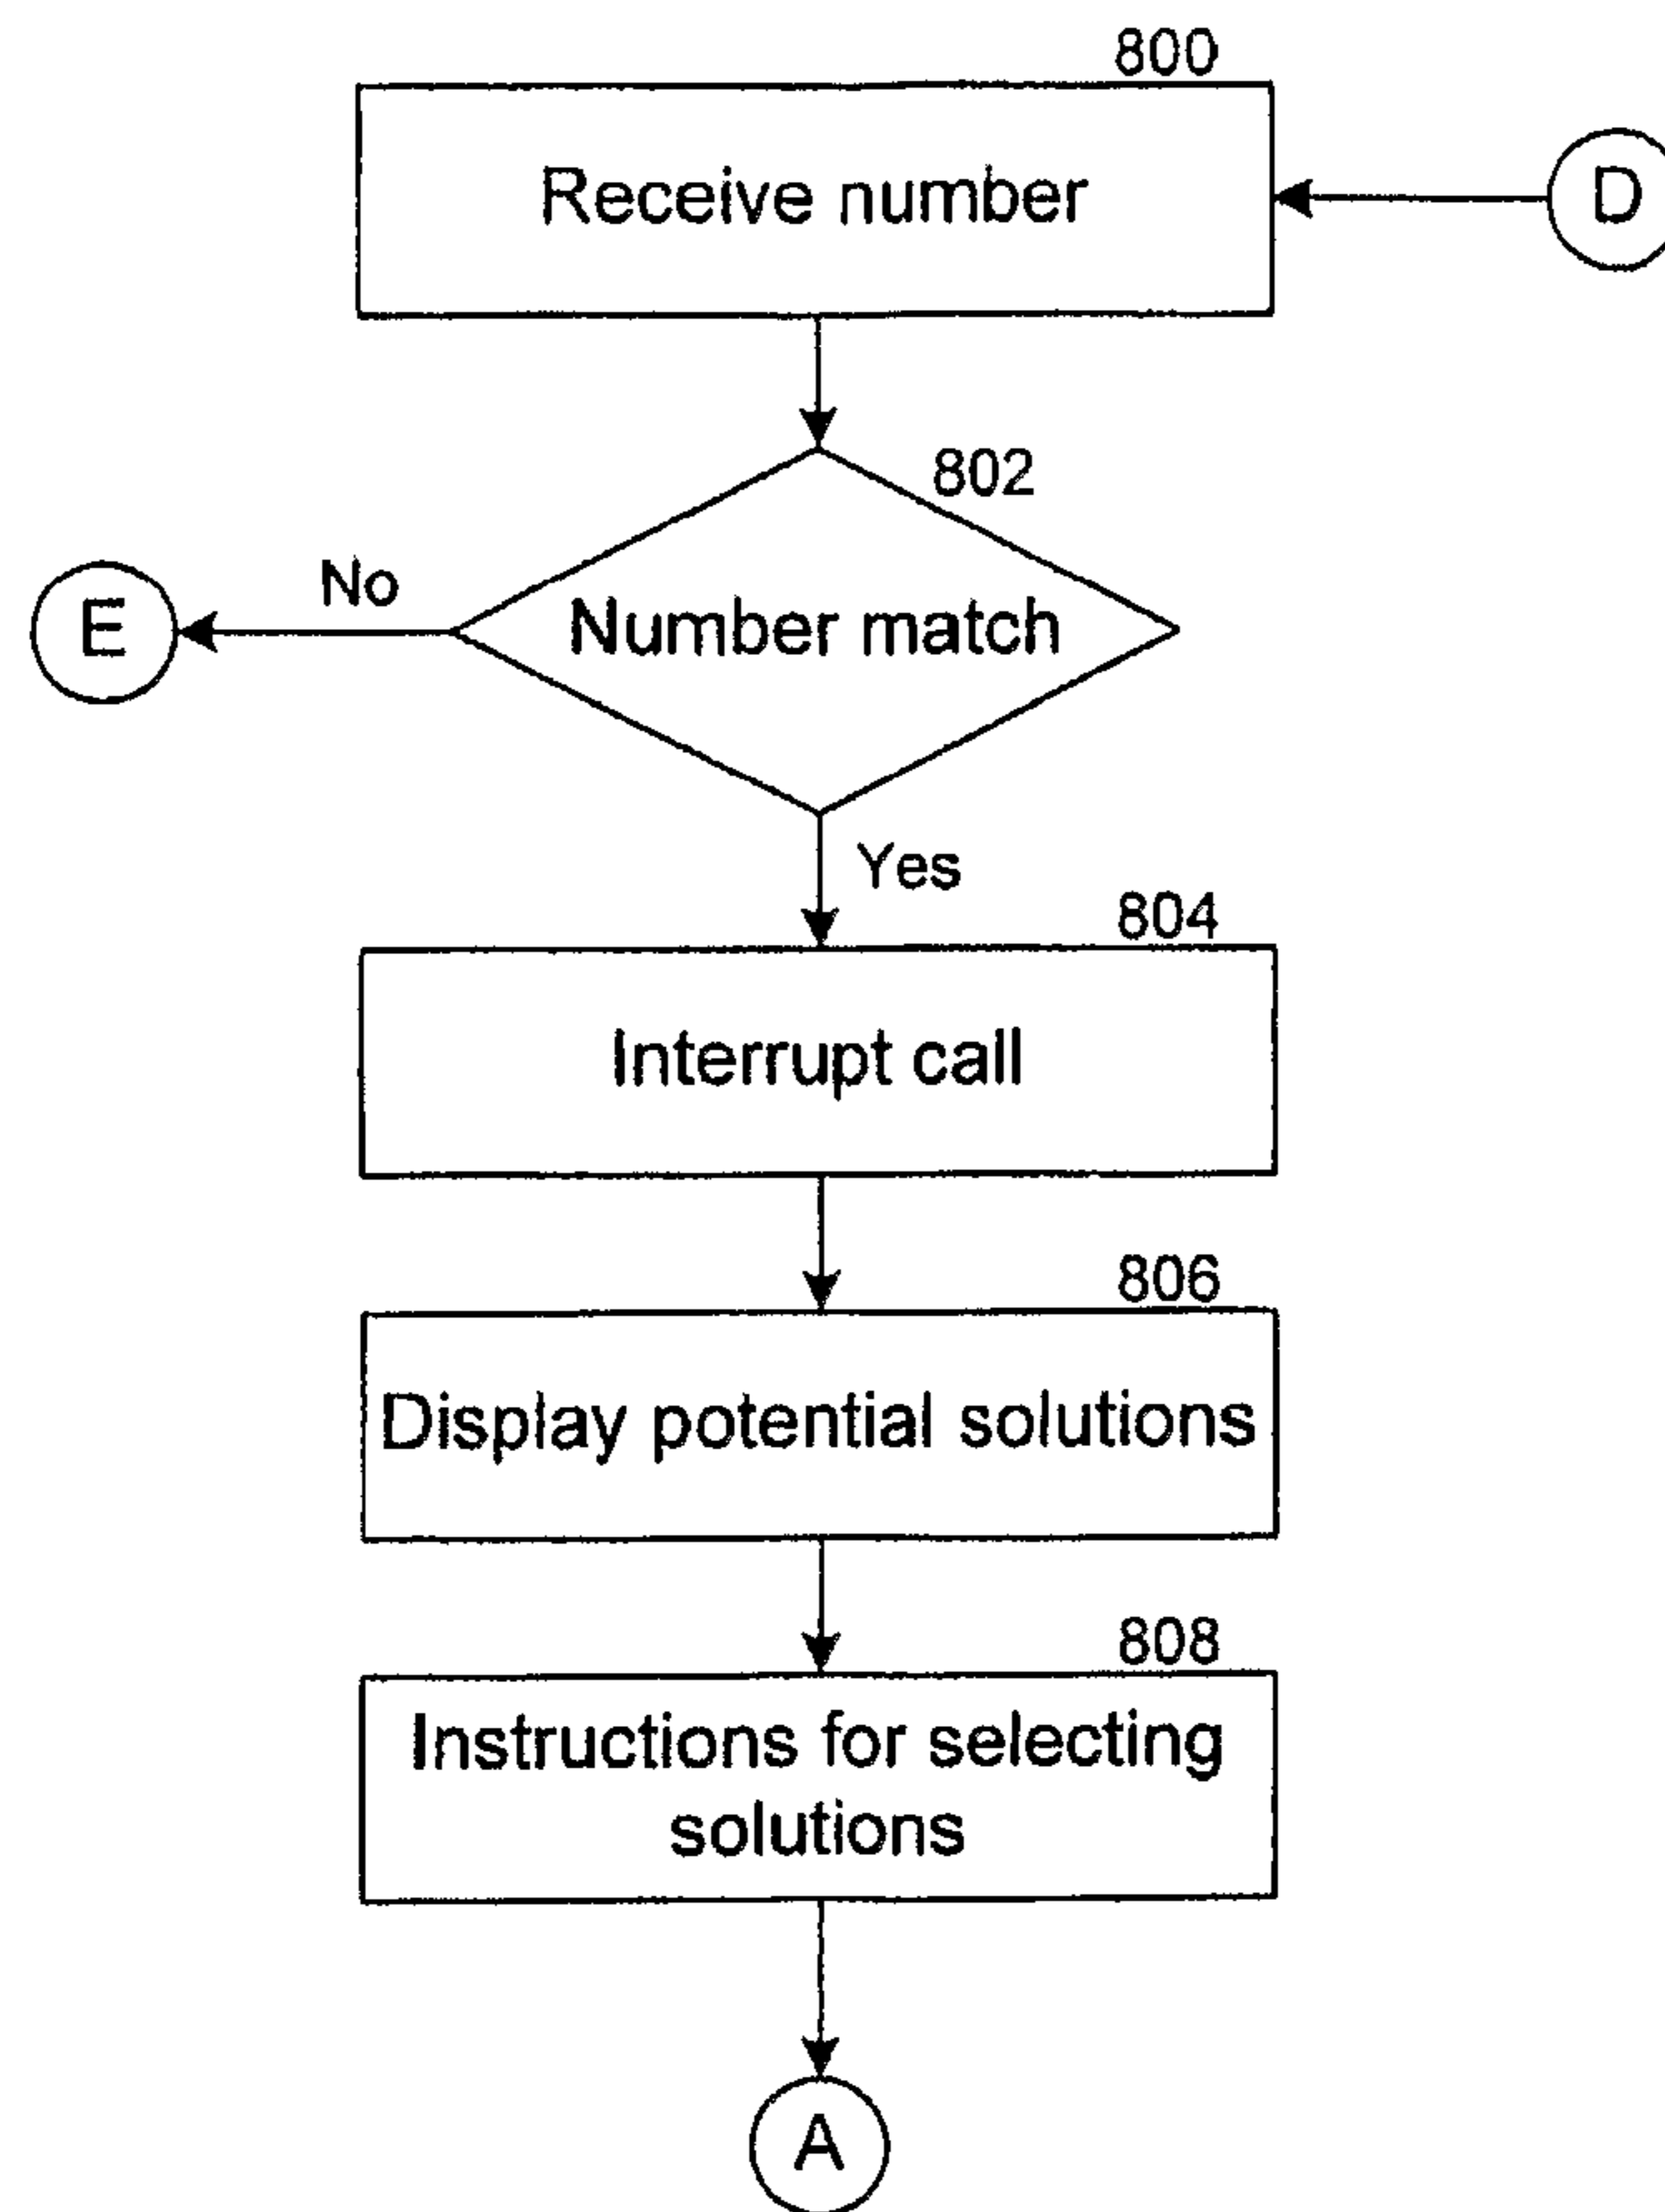 800
Receive number
D
802
No
E
Number match
Yes
804
Interrupt call
806
Display potential solutions
808
Instructions for selecting
solutions
A